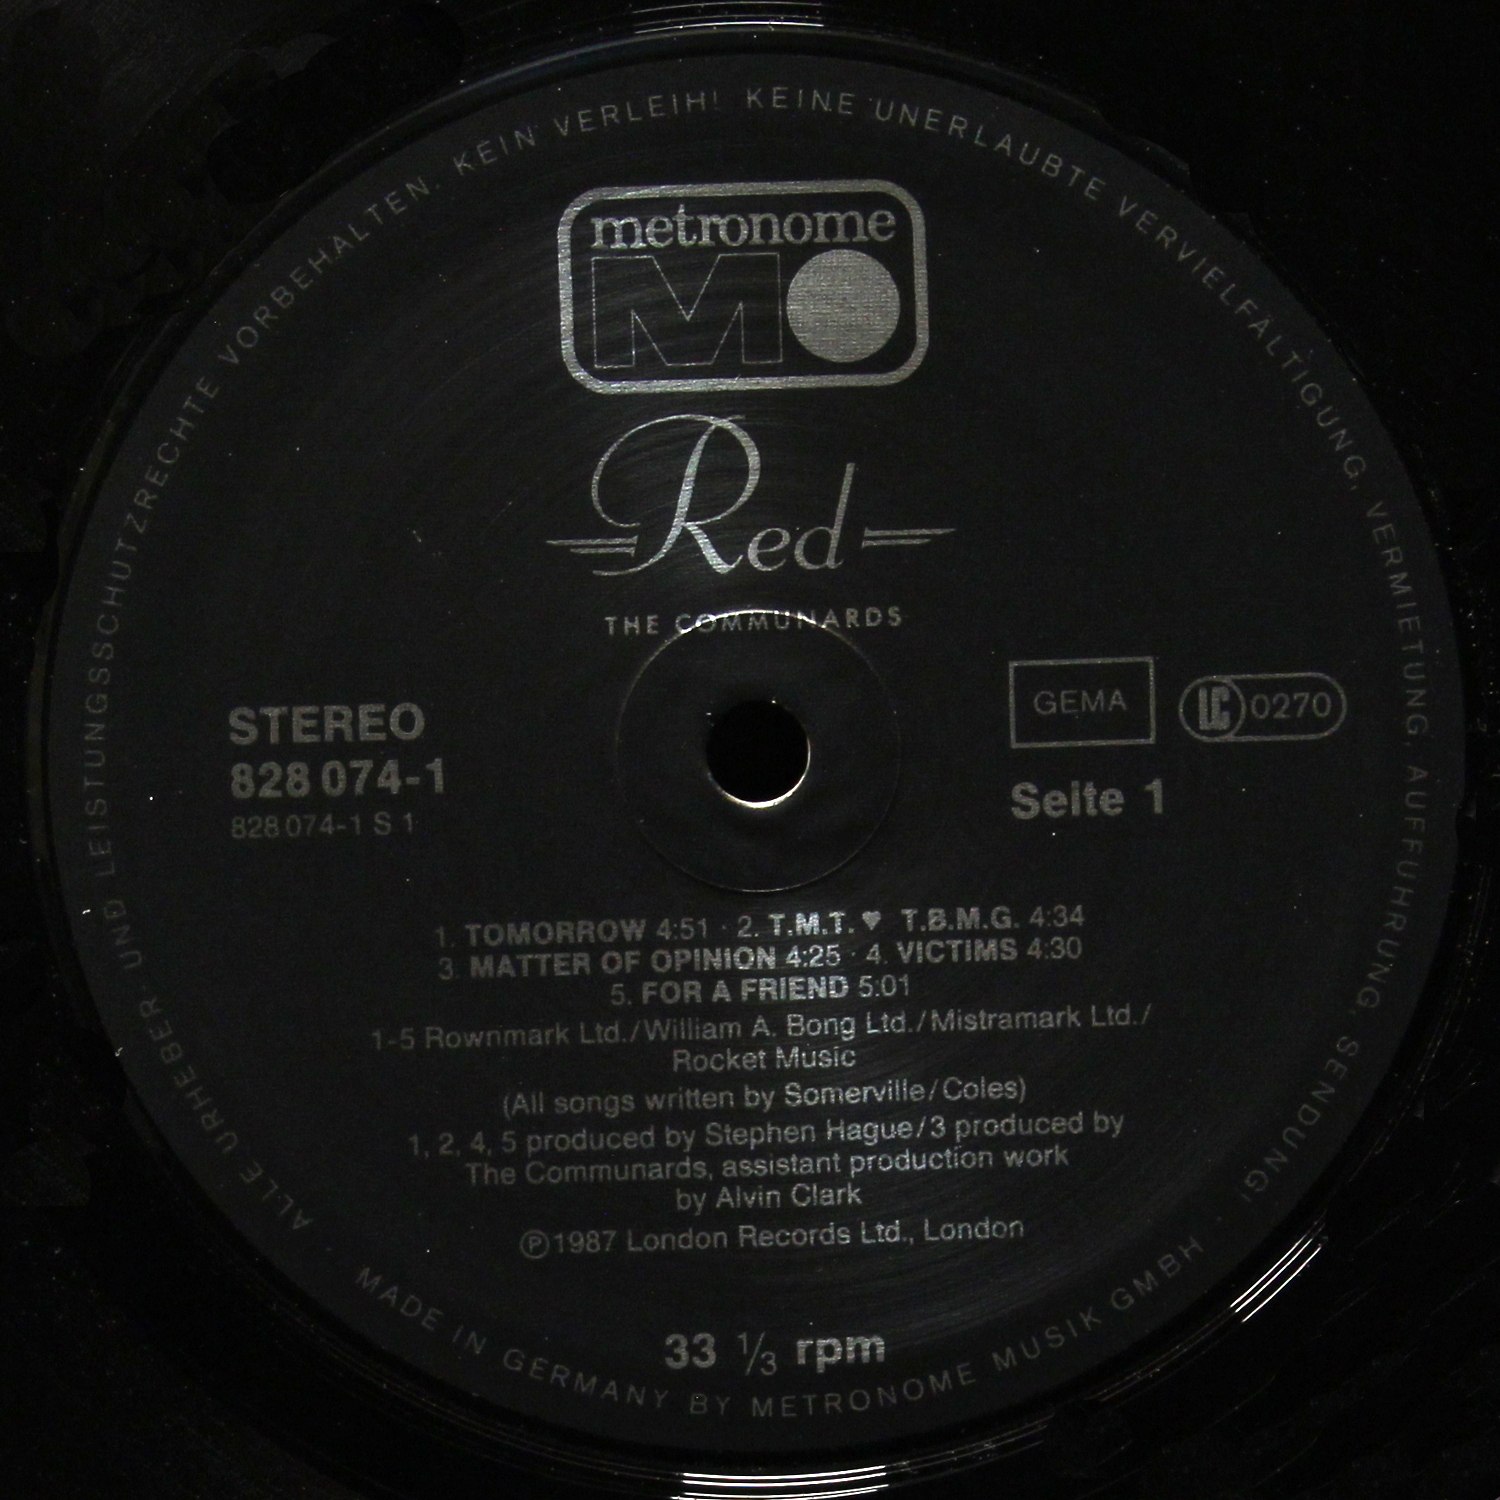 ALLE URHEBER- UND LEISTUNGSSCHUTZRECHTE VORBEHALTEN. KEIN VERLEIH! KEINE UNERLAUBTE VERVIELFÄLTIGUNG, VERMIETUNG, AUFFÜHRUNG, SENDUNG!
metronome
M
Red
THE COMMUNARDS
STEREO
828 074-1
828 074-1 S 1
GEMA
LC 0270
Seite 1
1. TOMORROW 4:51 · 2. T.M.T. ♥ T.B.M.G. 4:34
3. MATTER OF OPINION 4:25 · 4. VICTIMS 4:30
5. FOR A FRIEND 5:01
1-5 Rownmark Ltd./William A. Bong Ltd./Mistramark Ltd./
Rocket Music
(All songs written by Somerville/Coles)
1, 2, 4, 5 produced by Stephen Hague/3 produced by
The Communards, assistant production work
by Alvin Clark
Ⓟ1987 London Records Ltd., London
33 1/3 rpm
MADE IN GERMANY BY METRONOME MUSIK GMBH